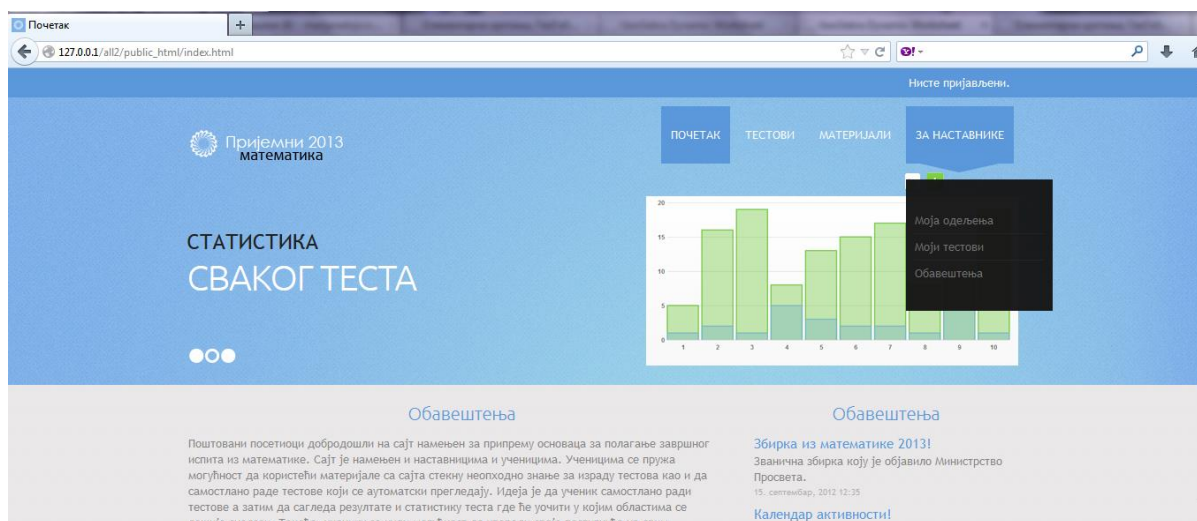 Почетак
127.0.0.1/all2/public_html/index.html
Нисте пријављени.
Пријемни 2013
математика
ПОЧЕТАК ТЕСТОВИ МАТЕРИЈАЛИ ЗА НАСТАВНИКЕ
Моја одељења
Моји тестови
Обавештења
СТАТИСТИКА
СВАКОГ ТЕСТА
20
15
10
5
0
1 2 3 4 5 6 7 8 9 10
Обавештења
Поштовани посетиоци добродошли на сајт намењен за припрему основаца за полагање завршног
испита из математике. Сајт је намењен и наставницима и ученицима. Ученицима се пружа
могућност да користећи материјале са сајта стекну неопходно знање за израду тестова као и да
самостлано раде тестове који се аутоматски прегледају. Идеја је да ученик самостлано ради
тестове а затим да сагледа резултате и статистику теста где ће уочити у којим областима се
Обавештења
Збирка из математике 2013!
Званична збирка коју је објавило Министрство
Просвета.
15. септембар, 2012 12:35
Календар активности!